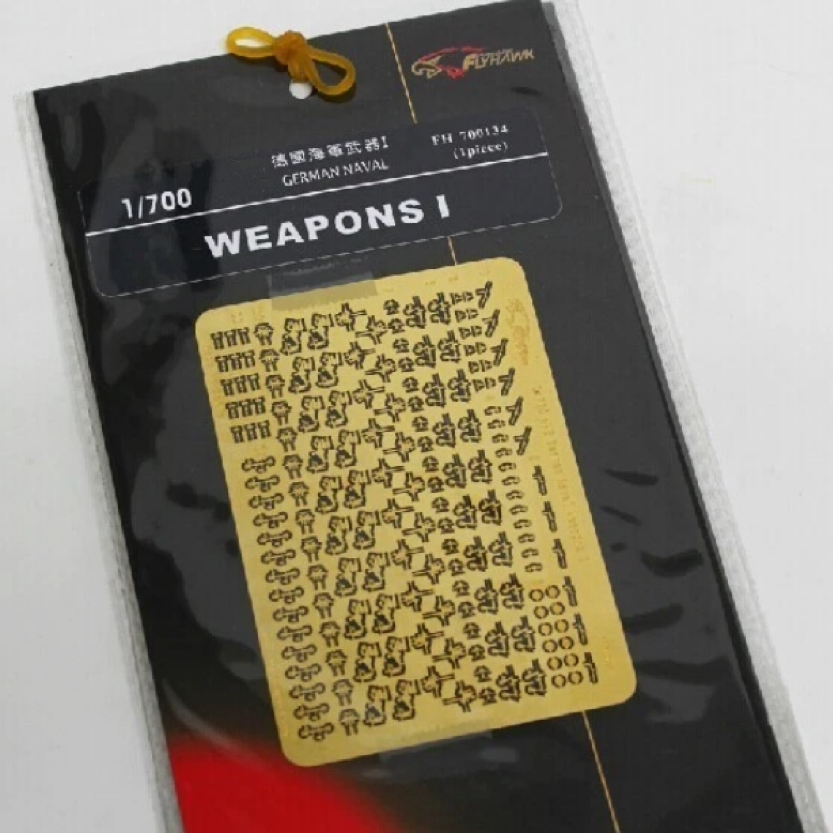 FLYHAWK
德國海軍武器I
FH 700134
GERMAN NAVAL
(1piece)
1/700
WEAPONS I